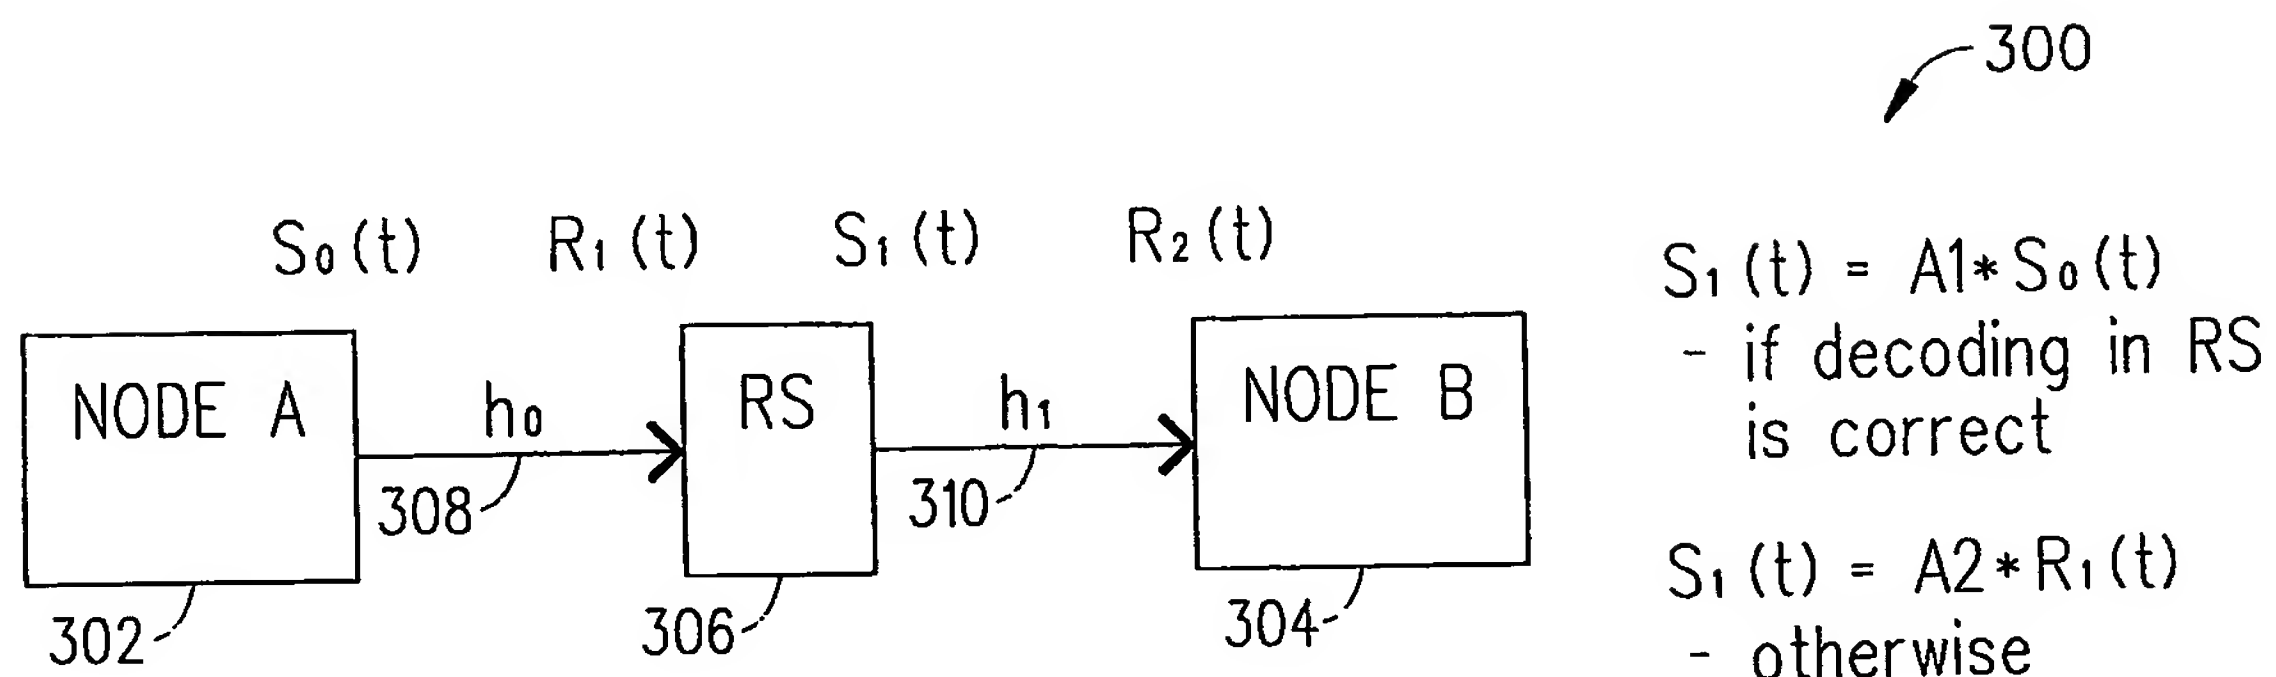 300
S₀(t) R₁(t) S₁(t) R₂(t)
NODE A
h₀
RS
h₁
NODE B
308
310
302
306
304
S₁(t) = A1*S₀(t)
- if decoding in RS
is correct
S₁(t) = A2*R₁(t)
- otherwise